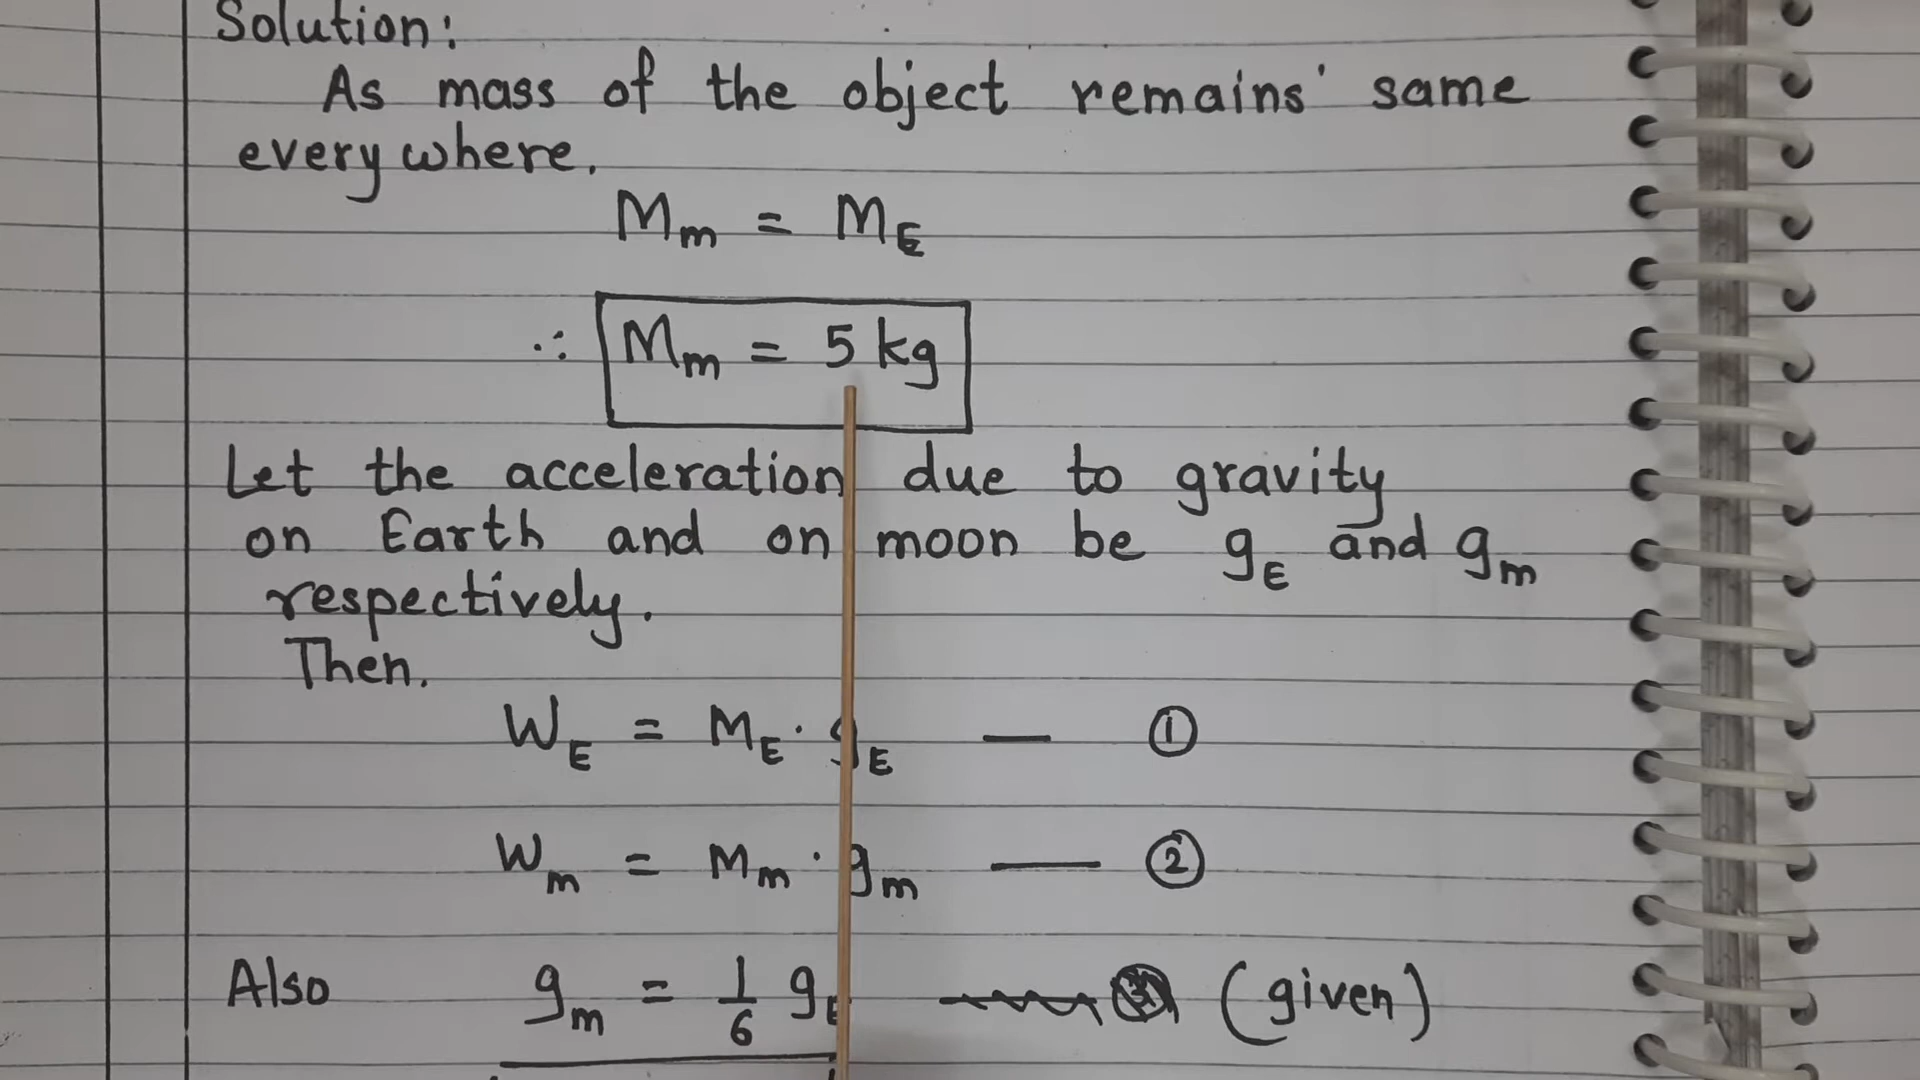 Solution:
As mass of the object remains same
everywhere.
Mm = ME
∴ Mm = 5 kg
Let the acceleration due to gravity
on Earth and on moon be gE and gm
respectively.
Then.
WE = ME · gE — ①
Wm = Mm · gm — ②
Also gm = 1/6 gE (given)